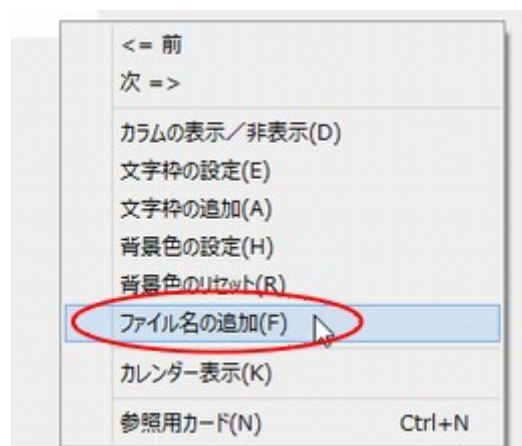 <= 前
次 =>
カラムの表示／非表示(D)
文字枠の設定(E)
文字枠の追加(A)
背景色の設定(H)
背景色のリセット(R)
ファイル名の追加(F)
カレンダー表示(K)
参照用カード(N) Ctrl+N